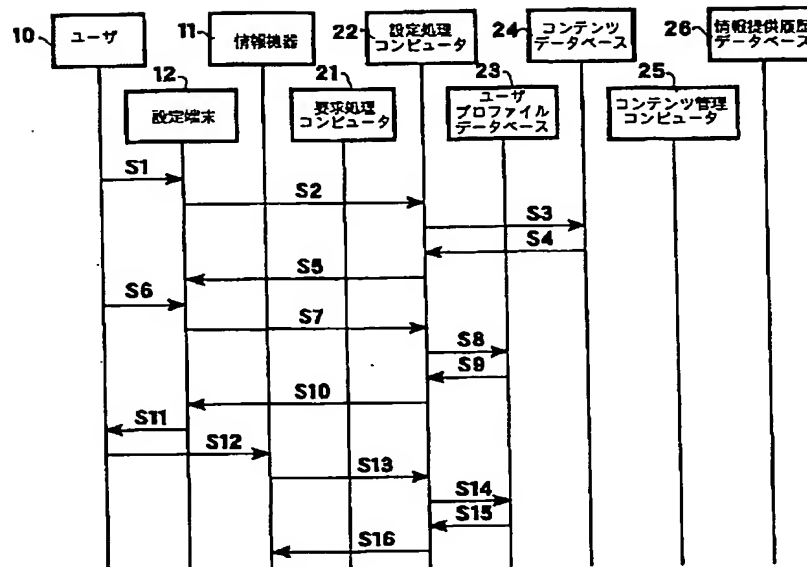 10
ユーザ
11
情報機器
22
設定処理
コンピュータ
24
コンテンツ
データベース
26
情報提供履歴
データベース
12
設定端末
21
要求処理
コンピュータ
23
ユーザ
プロファイル
データベース
25
コンテンツ管理
コンピュータ
S1
S2
S3
S4
S5
S6
S7
S8
S9
S10
S11
S12
S13
S14
S15
S16